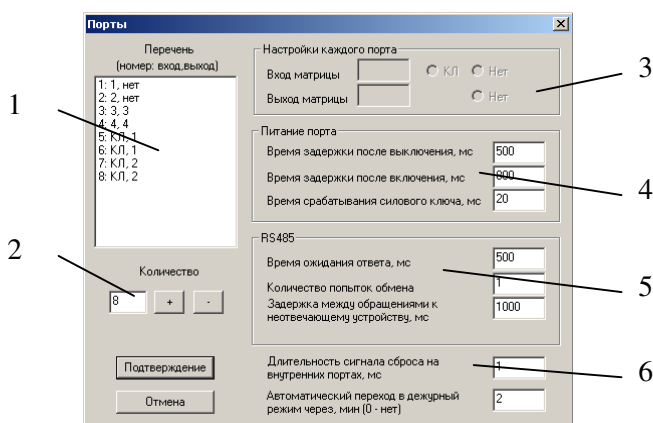 Порты
Перечень
(номер: вход,выход)
1: 1, нет
2: 2, нет
3: 3, 3
4: 4, 4
5: КЛ, 1
6: КЛ, 1
7: КЛ, 2
8: КЛ, 2
Количество
8 + -
Подтверждение
Отмена
Настройки каждого порта
Вход матрицы КЛ Нет
Выход матрицы Нет
Питание порта
Время задержки после выключения, мс 500
Время задержки после включения, мс 800
Время срабатывания силового ключа, мс 20
RS485
Время ожидания ответа, мс 500
Количество попыток обмена 1
Задержка между обращениями к
неотвечающему устройству, мс 1000
Длительность сигнала сброса на
внутренних портах, мс 1
Автоматический переход в дежурный
режим через, мин (0 - нет) 2
1
2
3
4
5
6